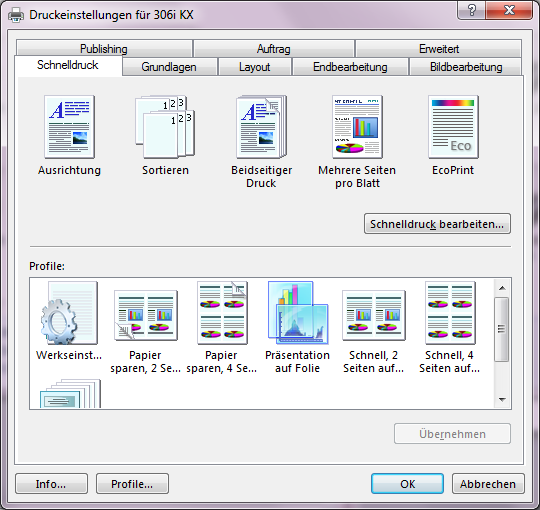 Druckeinstellungen für 306i KX
Publishing
Auftrag
Erweitert
Schnelldruck
Grundlagen
Layout
Endbearbeitung
Bildbearbeitung
Ausrichtung
Sortieren
Beidseitiger
Druck
Mehrere Seiten
pro Blatt
Eco
EcoPrint
Schnelldruck bearbeiten...
Profile:
Werkseinst...
Papier
sparen, 2 Se...
Papier
sparen, 4 Se...
Präsentation
auf Folie
Schnell, 2
Seiten auf...
Schnell, 4
Seiten auf...
Übernehmen
Info...
Profile...
OK
Abbrechen